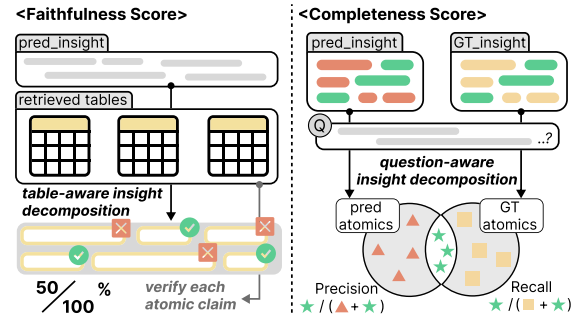 <Faithfulness Score>
pred_insight
retrieved tables
table-aware insight
decomposition
50
100
%
verify each
atomic claim
<Completeness Score>
pred_insight
GT_insight
Q
..?
question-aware
insight decomposition
pred
atomics
GT
atomics
Precision
/ ( + )
Recall
/ ( + )